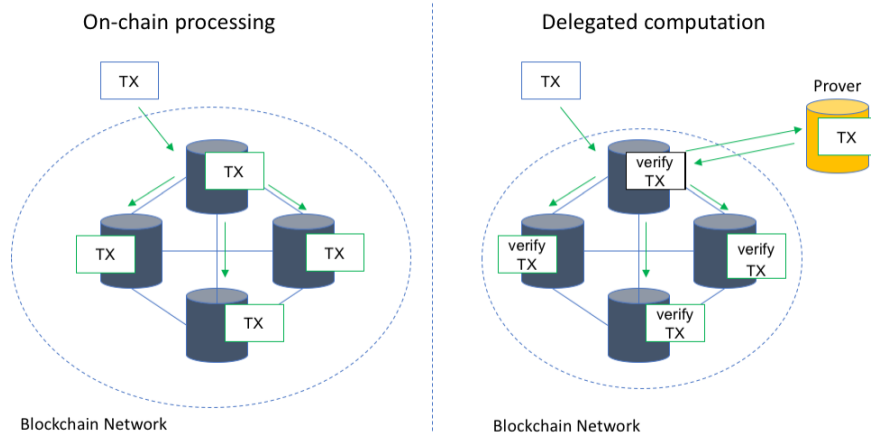 On-chain processing
TX
TX
TX
TX
TX
Blockchain Network
Delegated computation
TX
Prover
TX
verify
TX
verify
TX
verify
TX
verify
TX
Blockchain Network